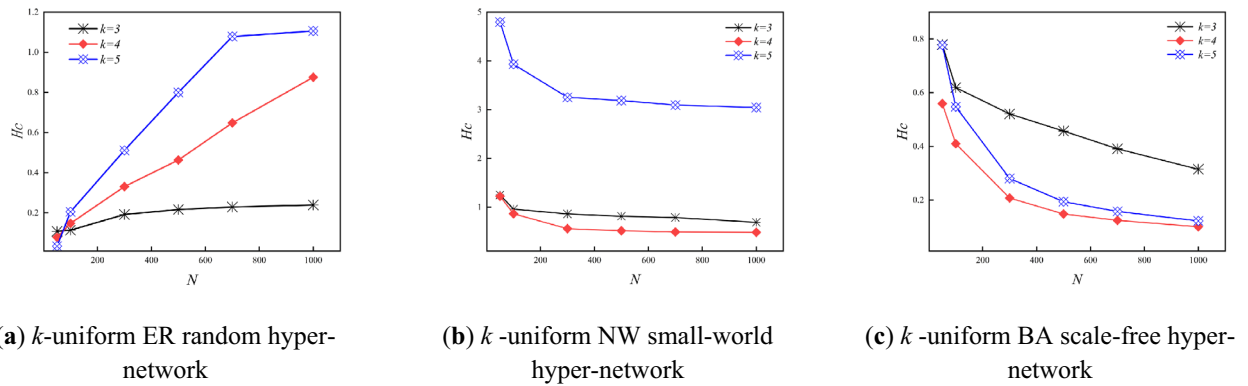 1.2
1.0
0.8
0.6
0.4
0.2
Hc
k=3
k=4
k=5
200 400 600 800 1000
N
5
4
3
2
1
Hc
k=3
k=4
k=5
200 400 600 800 1000
N
0.8
0.6
0.4
0.2
Hc
k=3
k=4
k=5
200 400 600 800 1000
N
(a) k-uniform ER random hyper-
network
(b) k -uniform NW small-world
hyper-network
(c) k -uniform BA scale-free hyper-
network